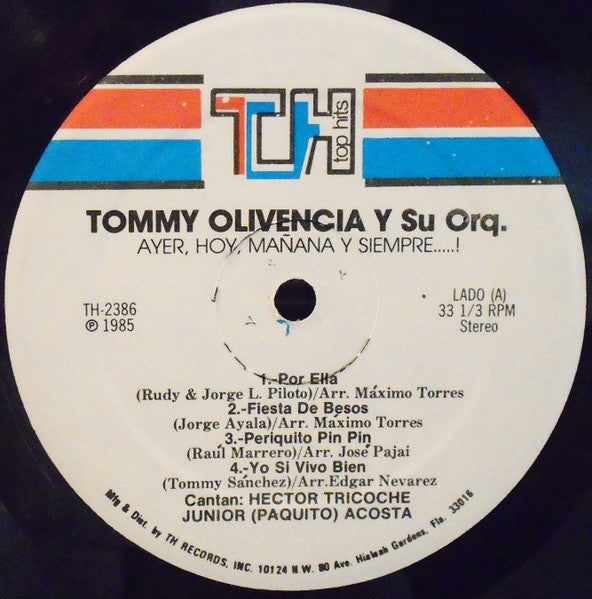 TH
top hits
TOMMY OLIVENCIA Y Su Orq.
AYER, HOY, MAÑANA Y SIEMPRE.....!
TH-2386
℗ 1985
LADO (A)
33 1/3 RPM
Stereo
1.-Por Ella
(Rudy & Jorge L. Piloto)/Arr. Máximo Torres
2.-Fiesta De Besos
(Jorge Ayala)/Arr. Máximo Torres
3.-Periquito Pin Pin
(Raúl Marrero)/Arr. José Pajai
4.-Yo Si Vivo Bien
(Tommy Sánchez)/Arr.Edgar Nevarez
Cantan: HECTOR TRICOCHE
JUNIOR (PAQUITO) ACOSTA
Mfg & Dist. by TH RECORDS, INC. 10124 N.W. 80 Ave. Hialeah Gardens, Fla. 33016